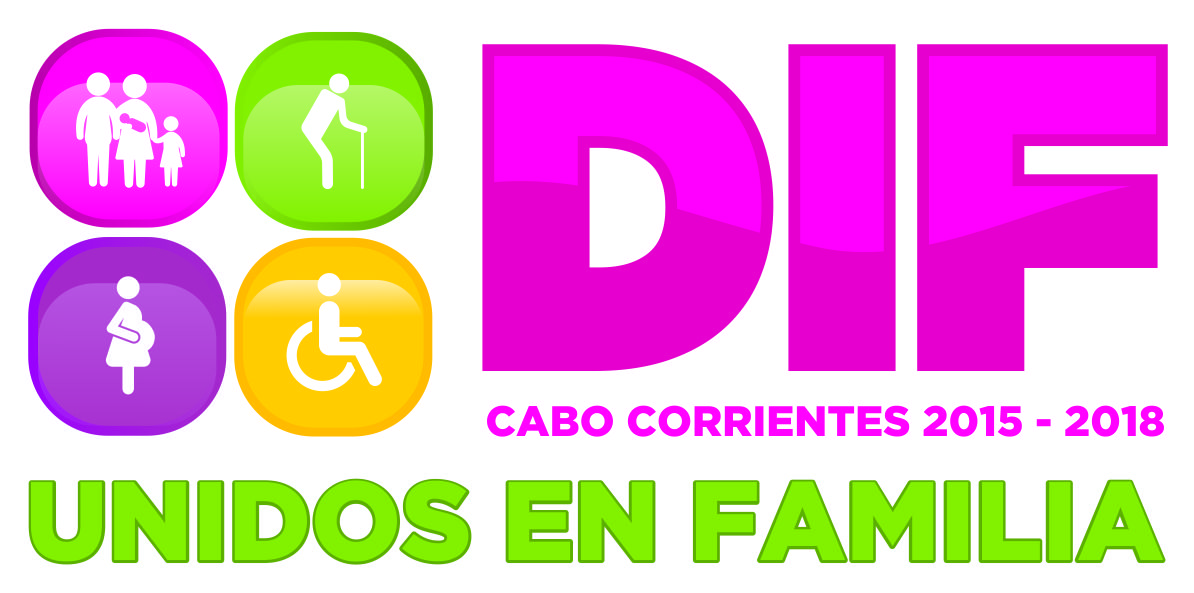 DIF
CABO CORRIENTES 2015 - 2018
UNIDOS EN FAMILIA